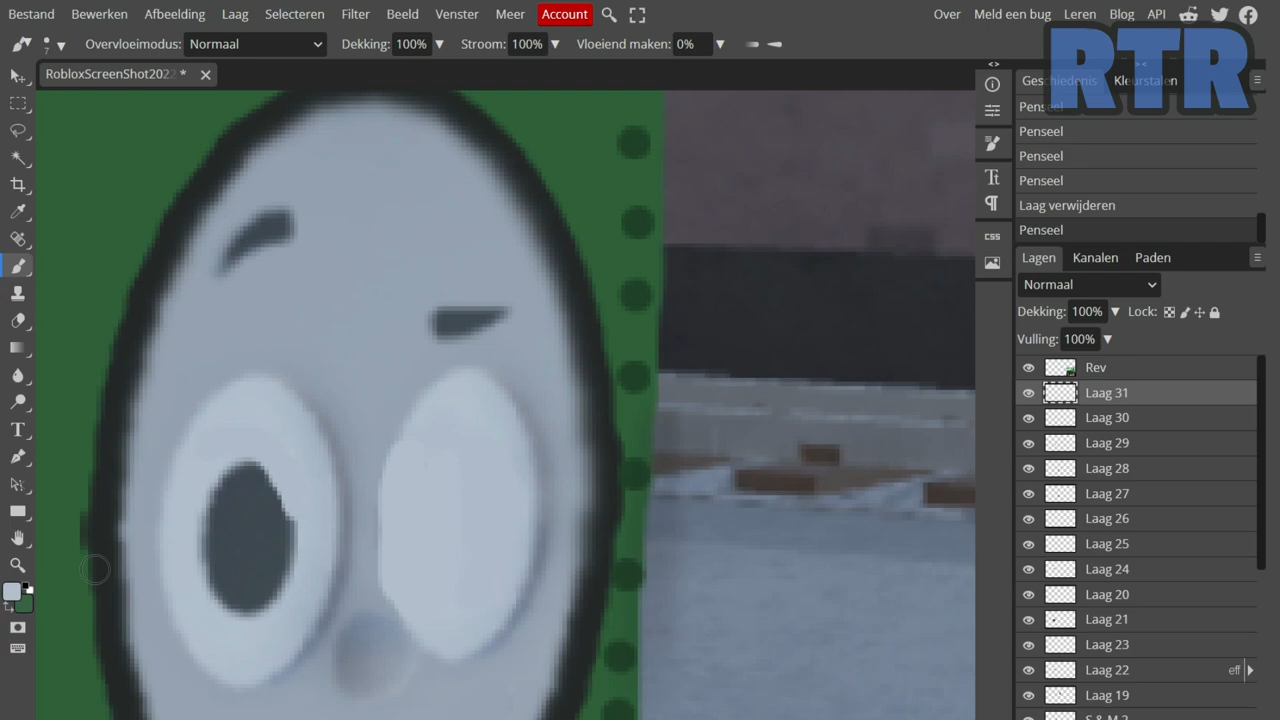 Bestand Bewerken Afbeelding Laag Selecteren Filter Beeld Venster Meer Account Over Meld een bug Leren Blog API
7 Overvloeimodus: Normaal Dekking: 100% Stroom: 100% Vloeiend maken: 0%
RobloxScreenShot2022 *
RTR
Geschiedenis Kleurstalen
Penseel
Penseel
Penseel
Penseel
Laag verwijderen
Penseel
Lagen Kanalen Paden
Normaal
Dekking: 100% Lock:
Vulling: 100%
Rev
Laag 31
Laag 30
Laag 29
Laag 28
Laag 27
Laag 26
Laag 25
Laag 24
Laag 20
Laag 21
Laag 23
Laag 22 eff
Laag 19
S & M 2
CSS